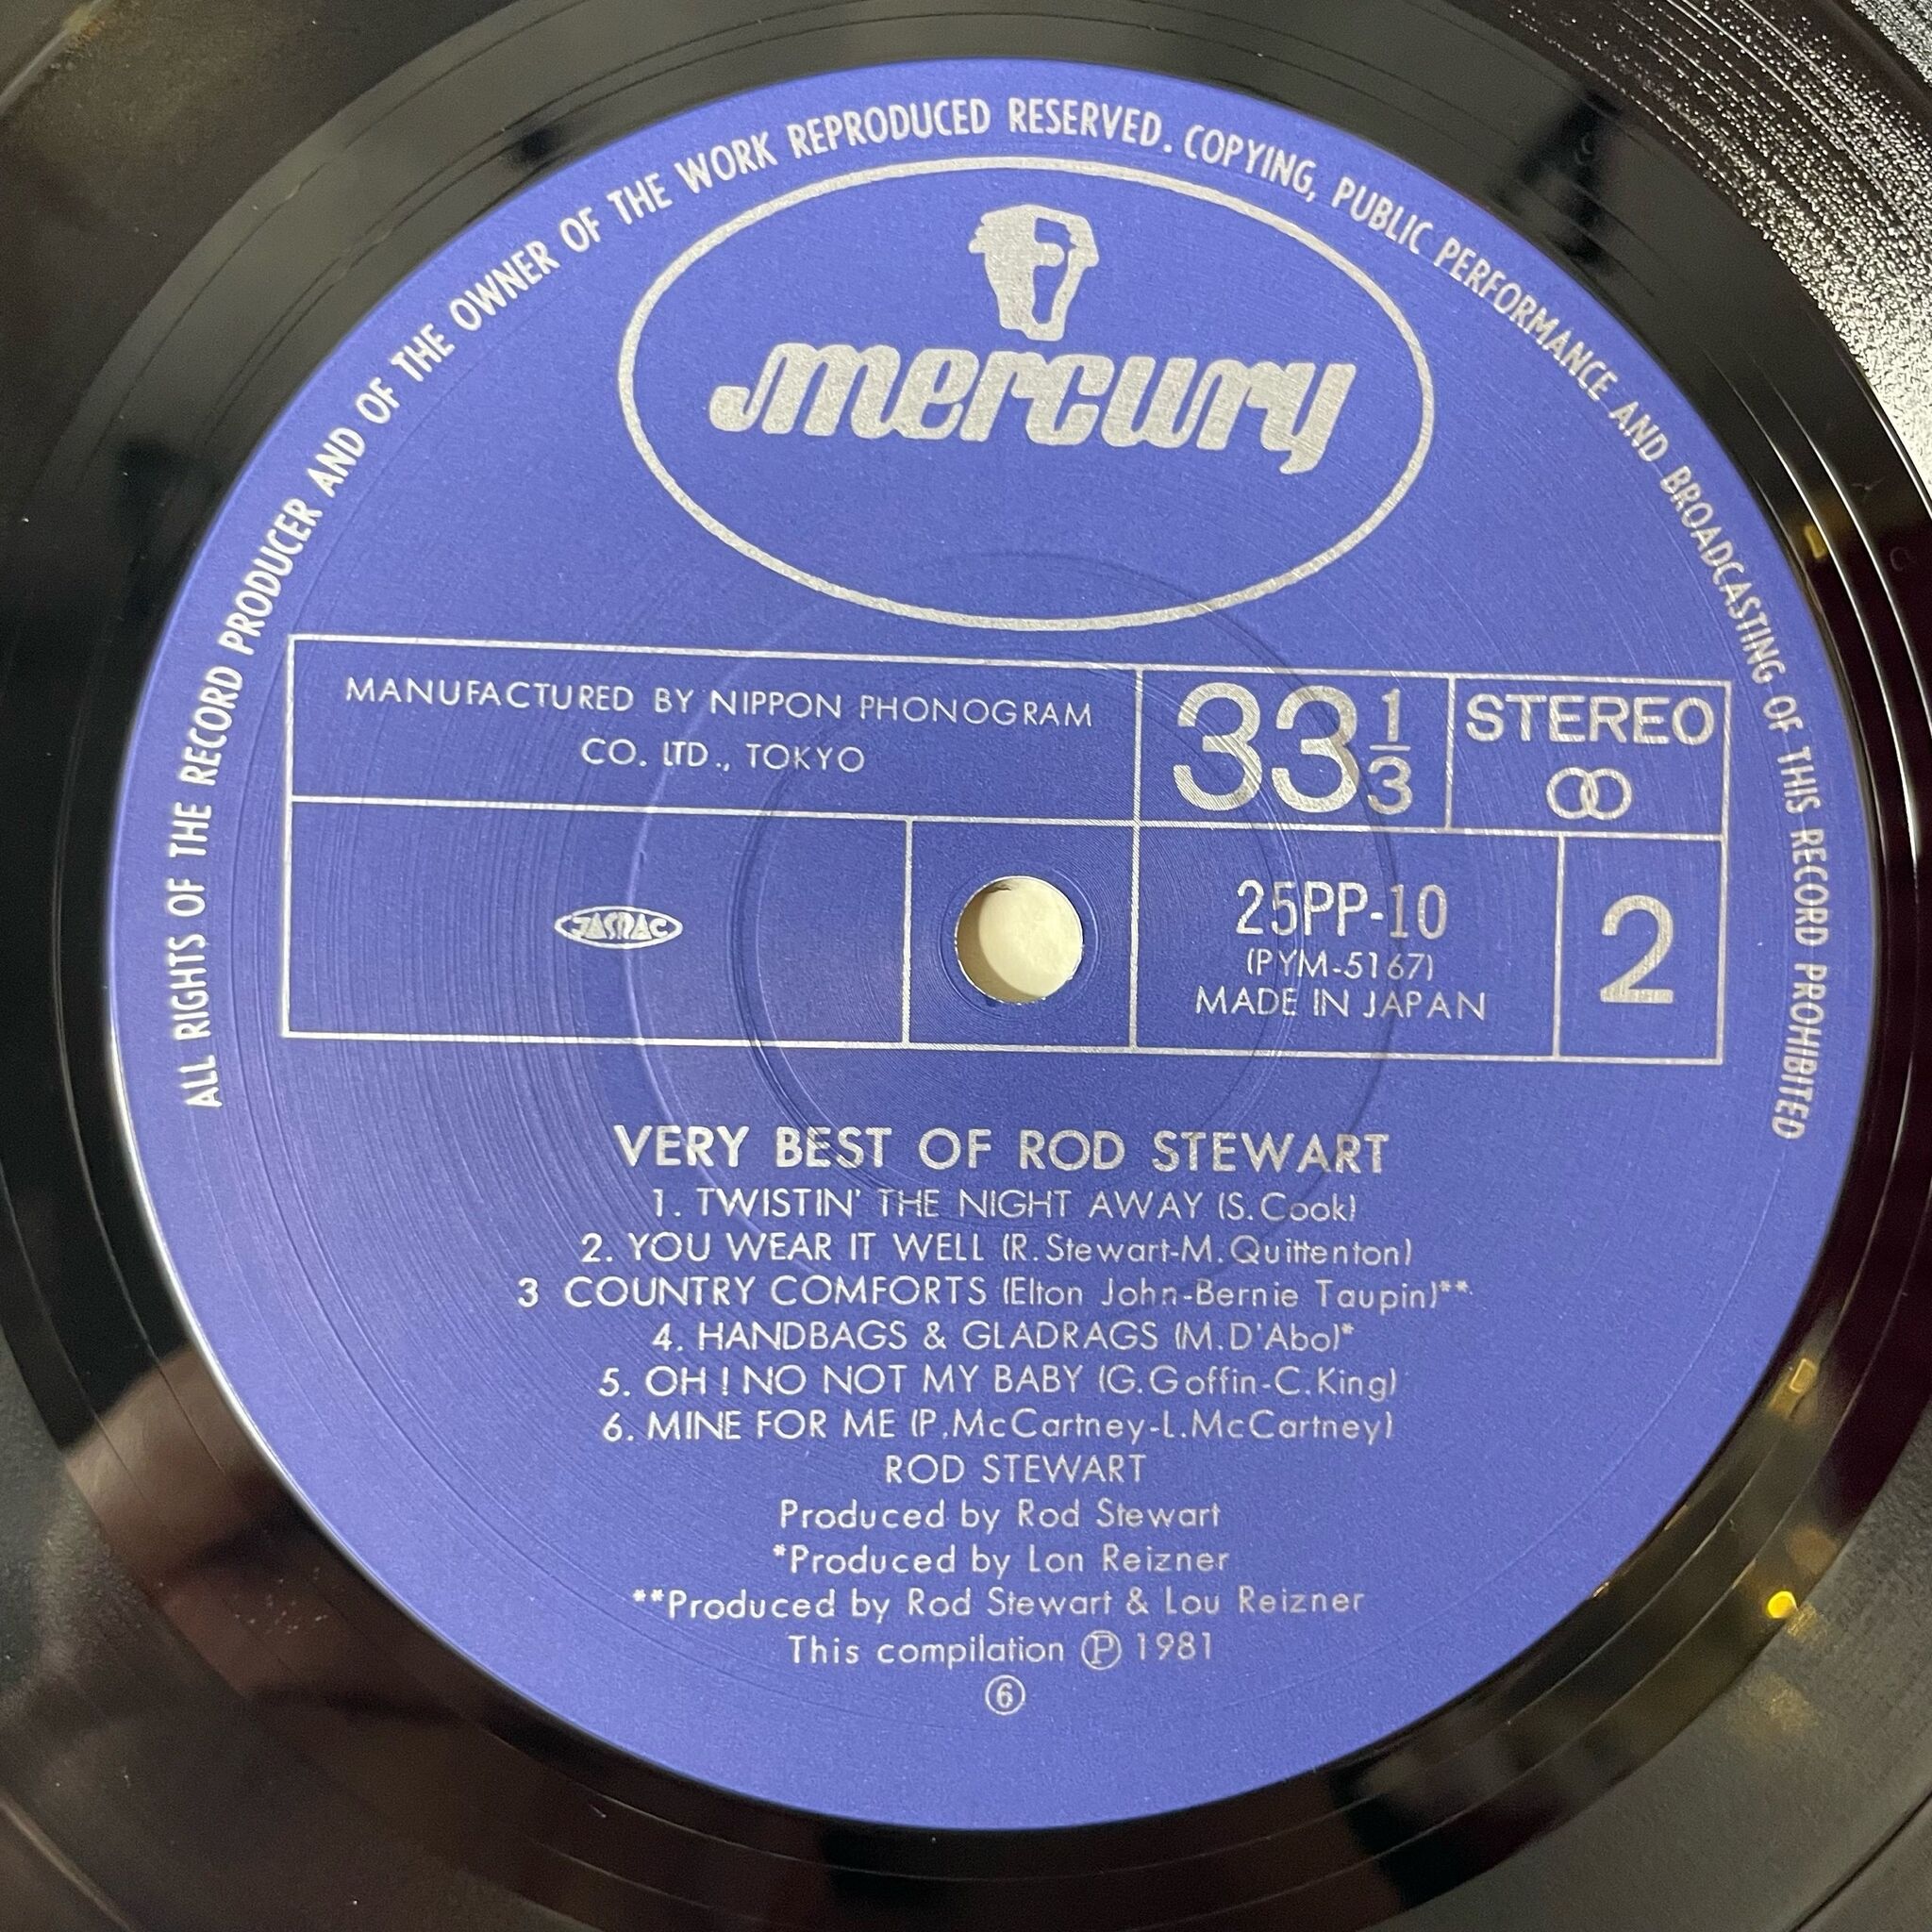 ALL RIGHTS OF THE RECORD PRODUCER AND OF THE OWNER OF THE WORK REPRODUCED RESERVED. COPYING, PUBLIC PERFORMANCE AND BROADCASTING OF THIS RECORD PROHIBITED
mercury
MANUFACTURED BY NIPPON PHONOGRAM
CO. LTD., TOKYO
33 1/3
STEREO
JASRAC
25PP-10
(PYM-5167)
MADE IN JAPAN
2
VERY BEST OF ROD STEWART
1. TWISTIN' THE NIGHT AWAY (S.Cook)
2. YOU WEAR IT WELL (R.Stewart-M.Quittenton)
3 COUNTRY COMFORTS (Elton John-Bernie Taupin)**
4. HANDBAGS & GLADRAGS (M.D'Abo)*
5. OH! NO NOT MY BABY (G.Goffin-C.King)
6. MINE FOR ME (P.McCartney-L.McCartney)
ROD STEWART
Produced by Rod Stewart
*Produced by Lon Reizner
**Produced by Rod Stewart & Lou Reizner
This compilation Ⓟ 1981
⑥